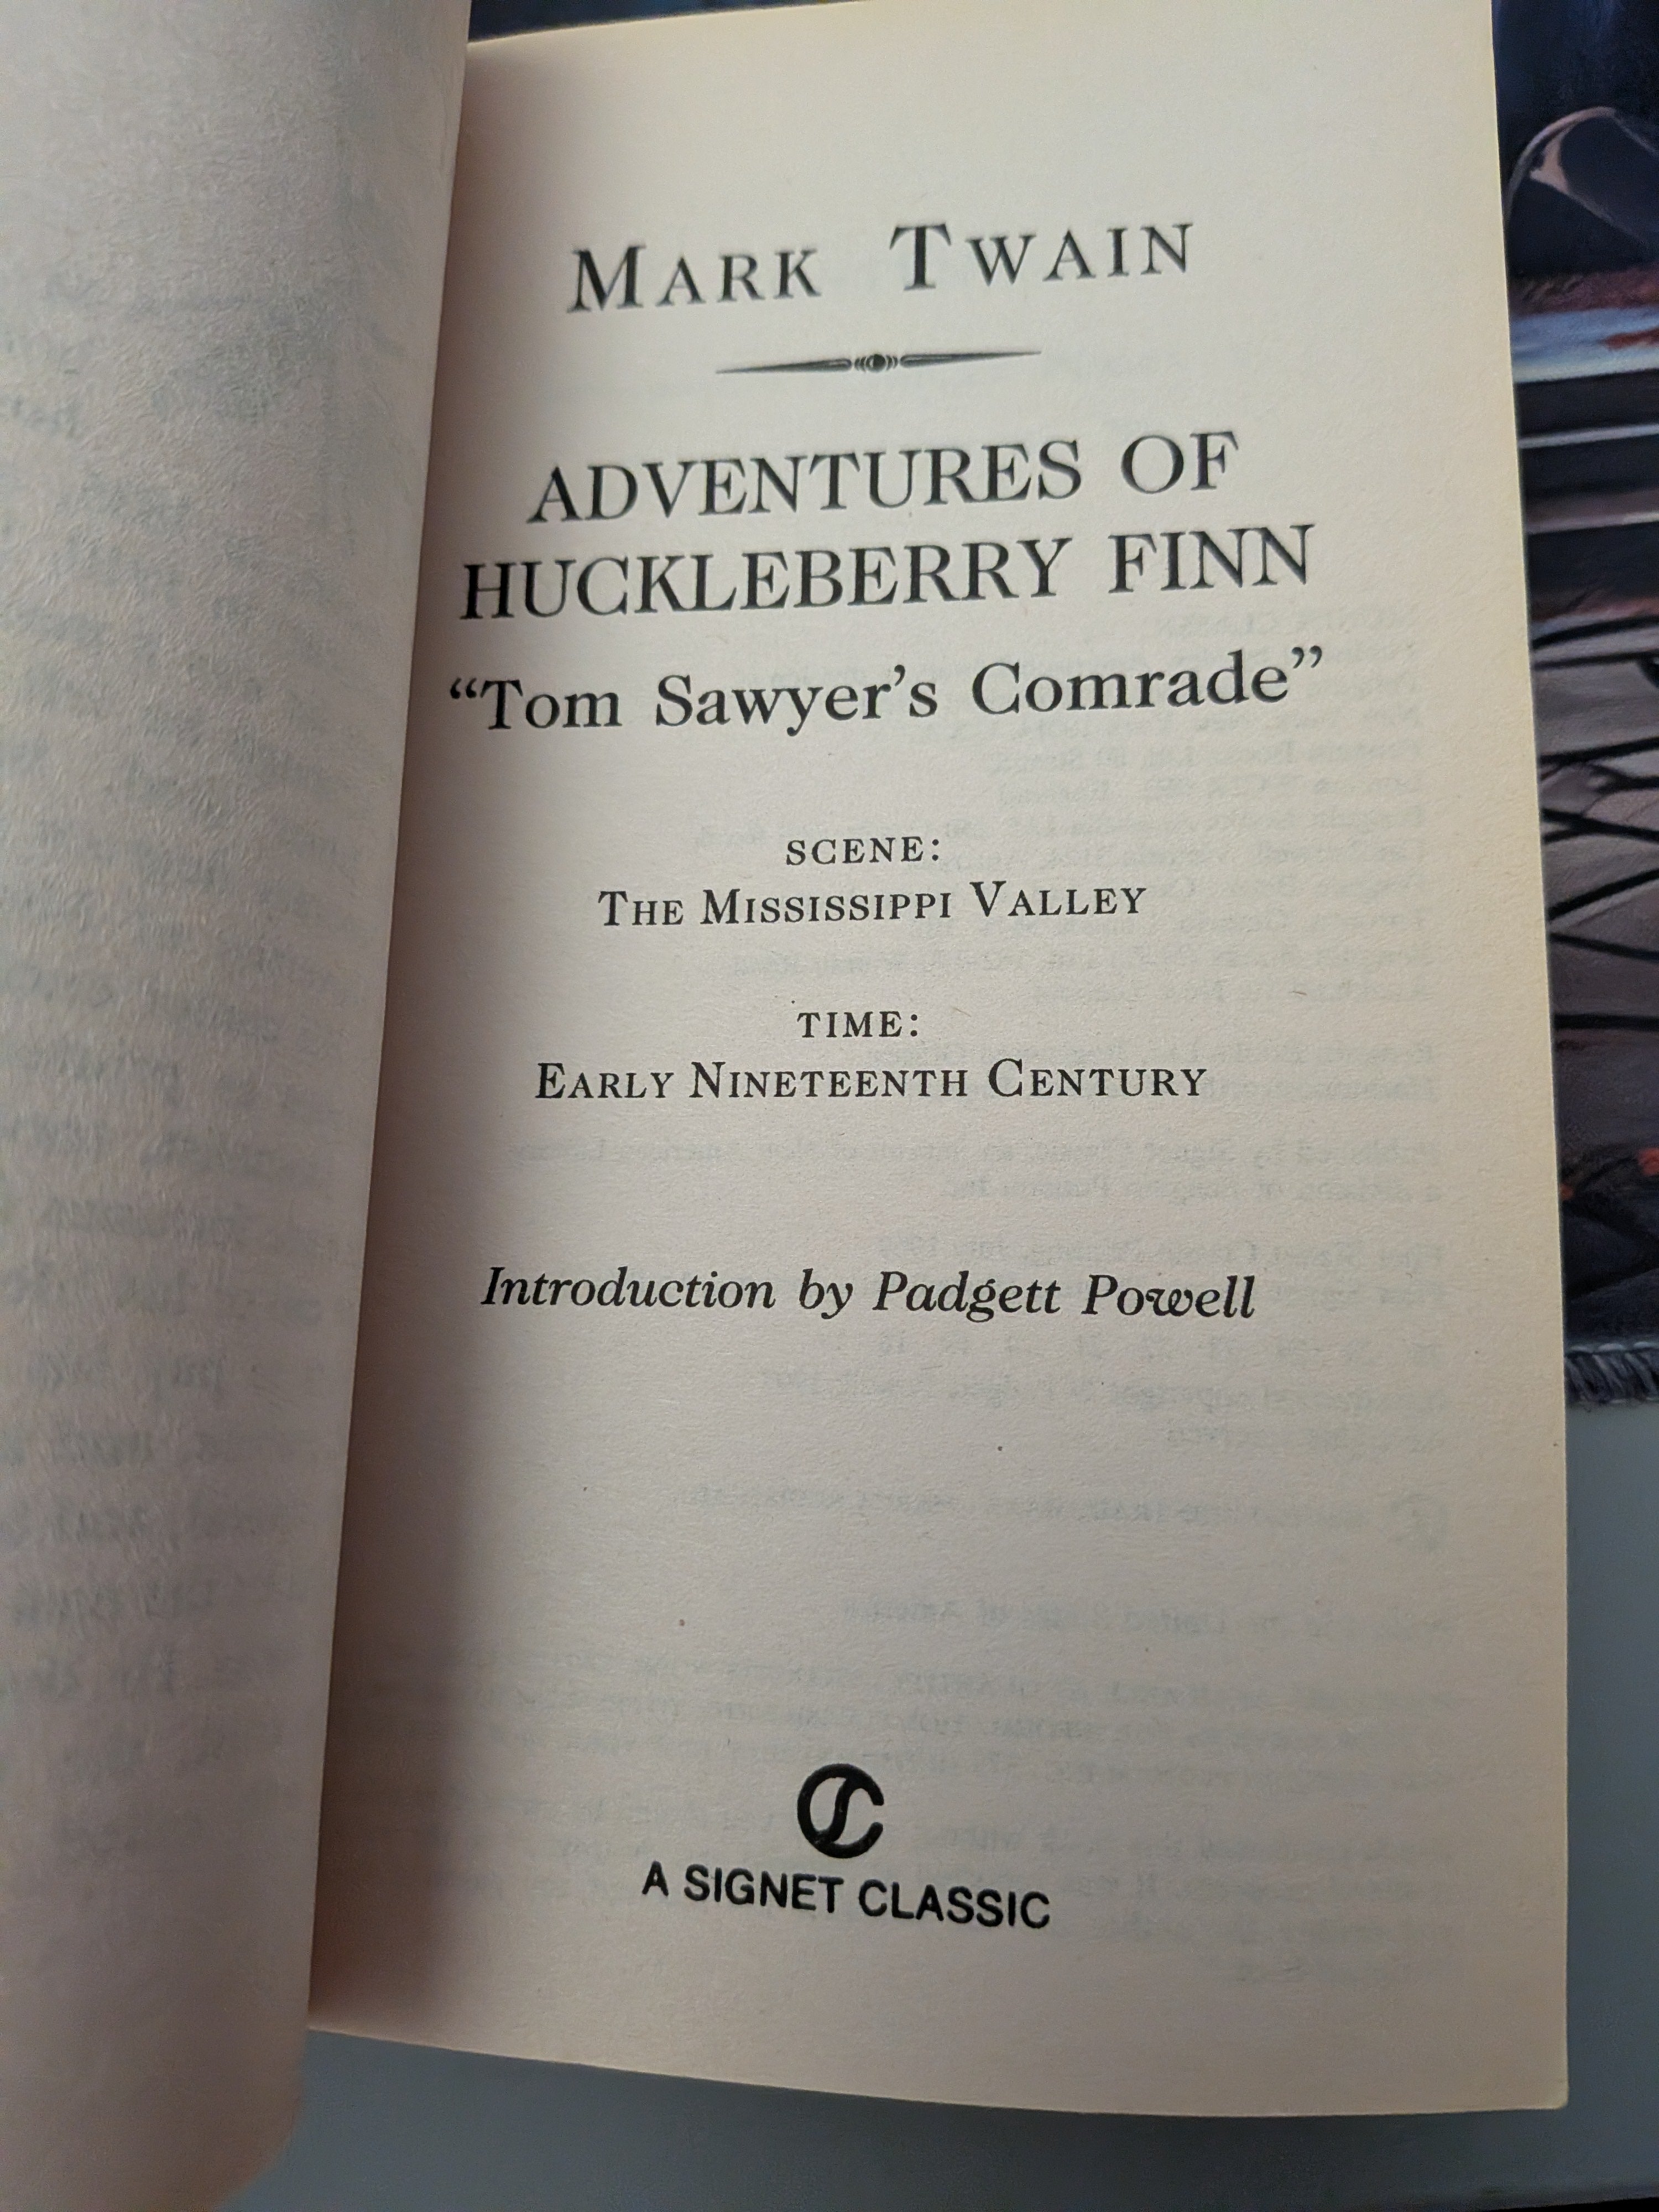 MARK TWAIN
ADVENTURES OF
HUCKLEBERRY FINN
“Tom Sawyer’s Comrade”
SCENE:
THE MISSISSIPPI VALLEY
TIME:
EARLY NINETEENTH CENTURY
Introduction by Padgett Powell
A SIGNET CLASSIC